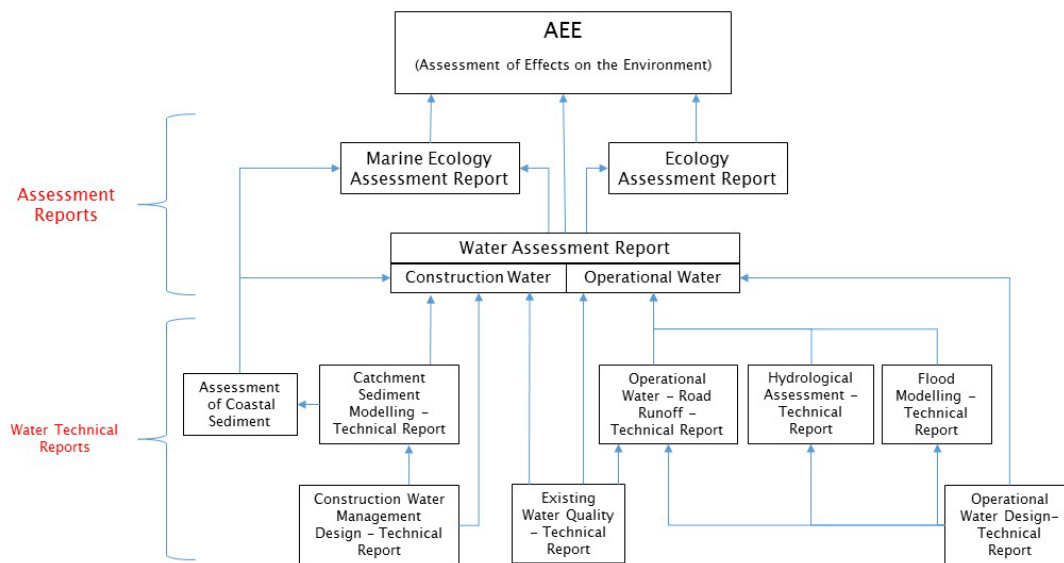 AEE
(Assessment of Effects on the Environment)
Assessment
Reports
Marine Ecology
Assessment Report
Ecology
Assessment Report
Water Assessment Report
Construction Water
Operational Water
Water Technical
Reports
Assessment
of Coastal
Sediment
Catchment
Sediment
Modelling –
Technical Report
Operational
Water – Road
Runoff –
Technical Report
Hydrological
Assessment –
Technical
Report
Flood
Modelling –
Technical
Report
Construction Water
Management
Design – Technical
Report
Existing
Water Quality
– Technical
Report
Operational
Water Design–
Technical
Report